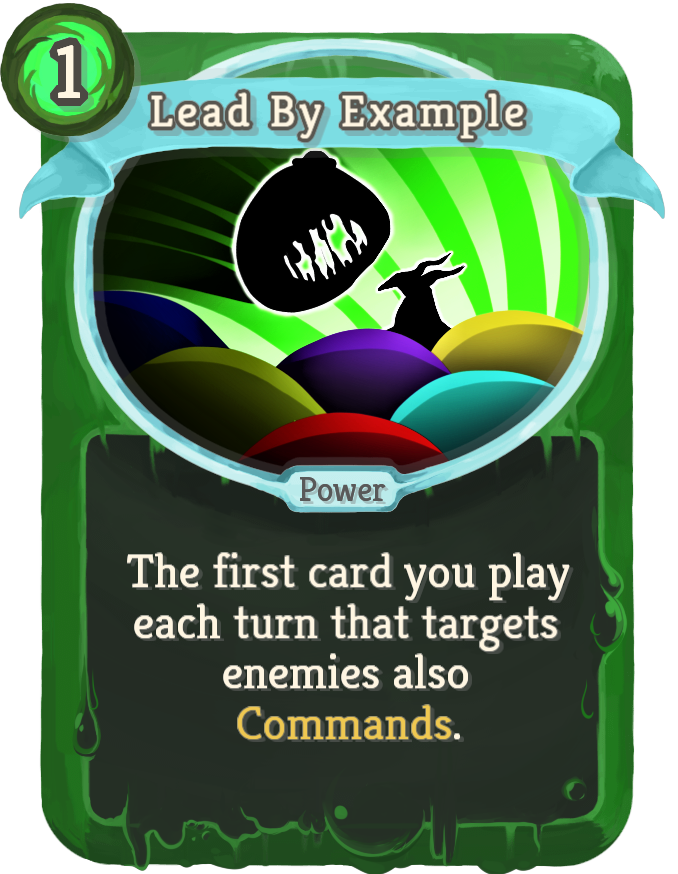 1
Lead By Example
Power
The first card you play
each turn that targets
enemies also
Commands.